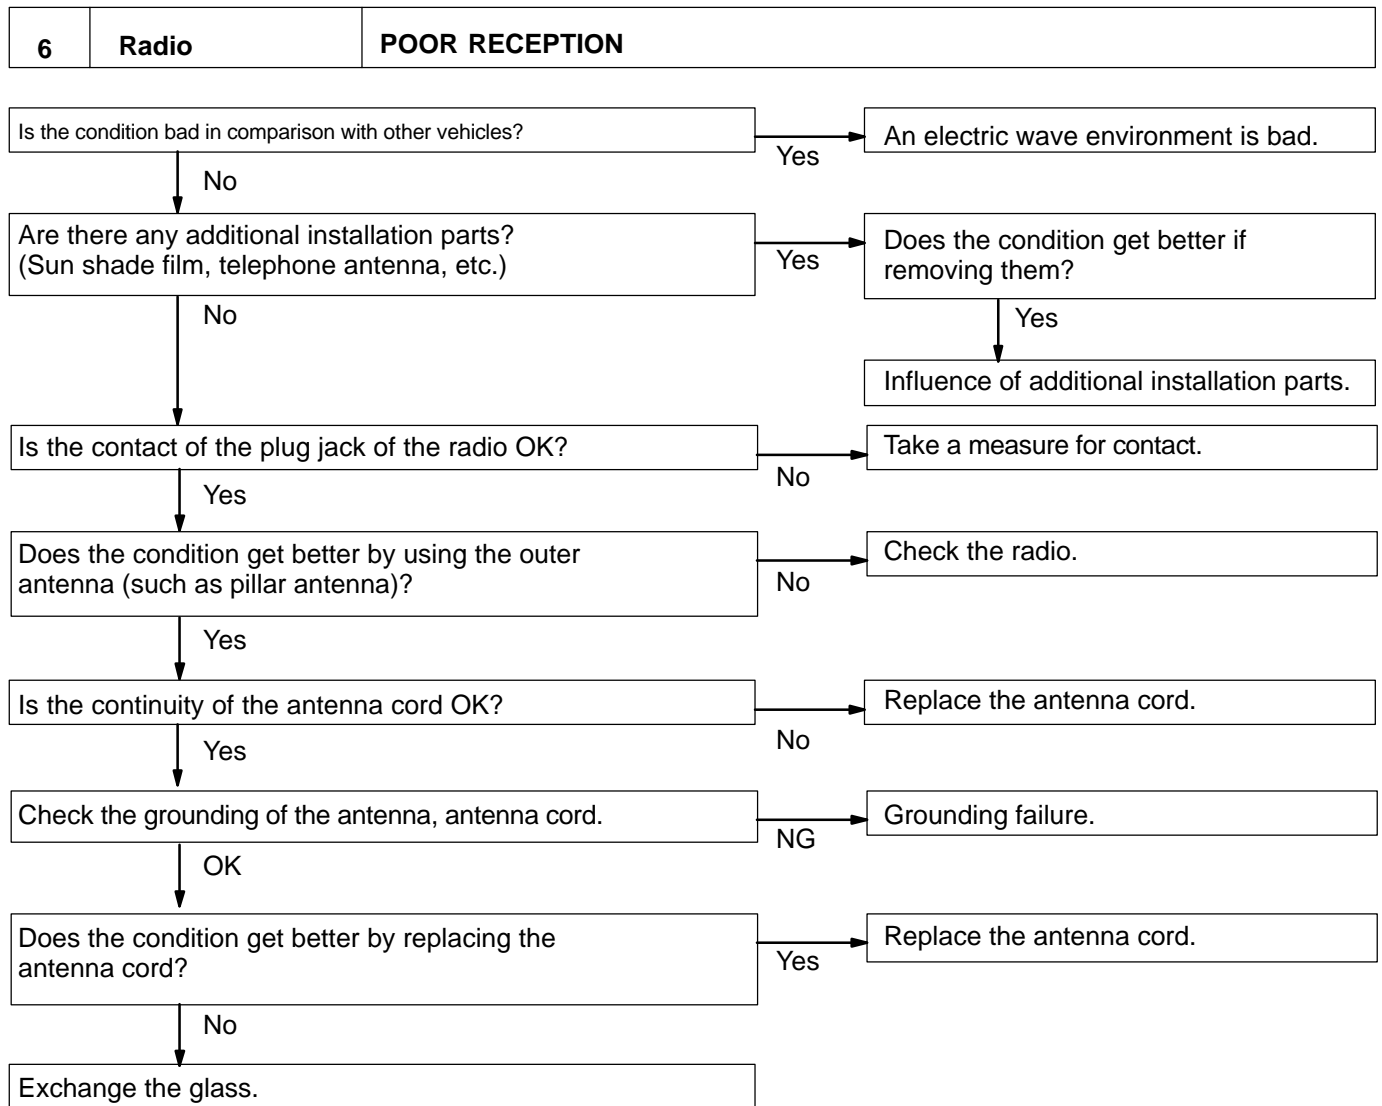 6 Radio POOR RECEPTION
Is the condition bad in comparison with other vehicles?
Yes
An electric wave environment is bad.
No
Are there any additional installation parts?
(Sun shade film, telephone antenna, etc.)
Yes
Does the condition get better if
removing them?
No
Yes
Influence of additional installation parts.
Is the contact of the plug jack of the radio OK?
No
Take a measure for contact.
Yes
Does the condition get better by using the outer
antenna (such as pillar antenna)?
No
Check the radio.
Yes
Is the continuity of the antenna cord OK?
No
Replace the antenna cord.
Yes
Check the grounding of the antenna, antenna cord.
NG
Grounding failure.
OK
Does the condition get better by replacing the
antenna cord?
Yes
Replace the antenna cord.
No
Exchange the glass.